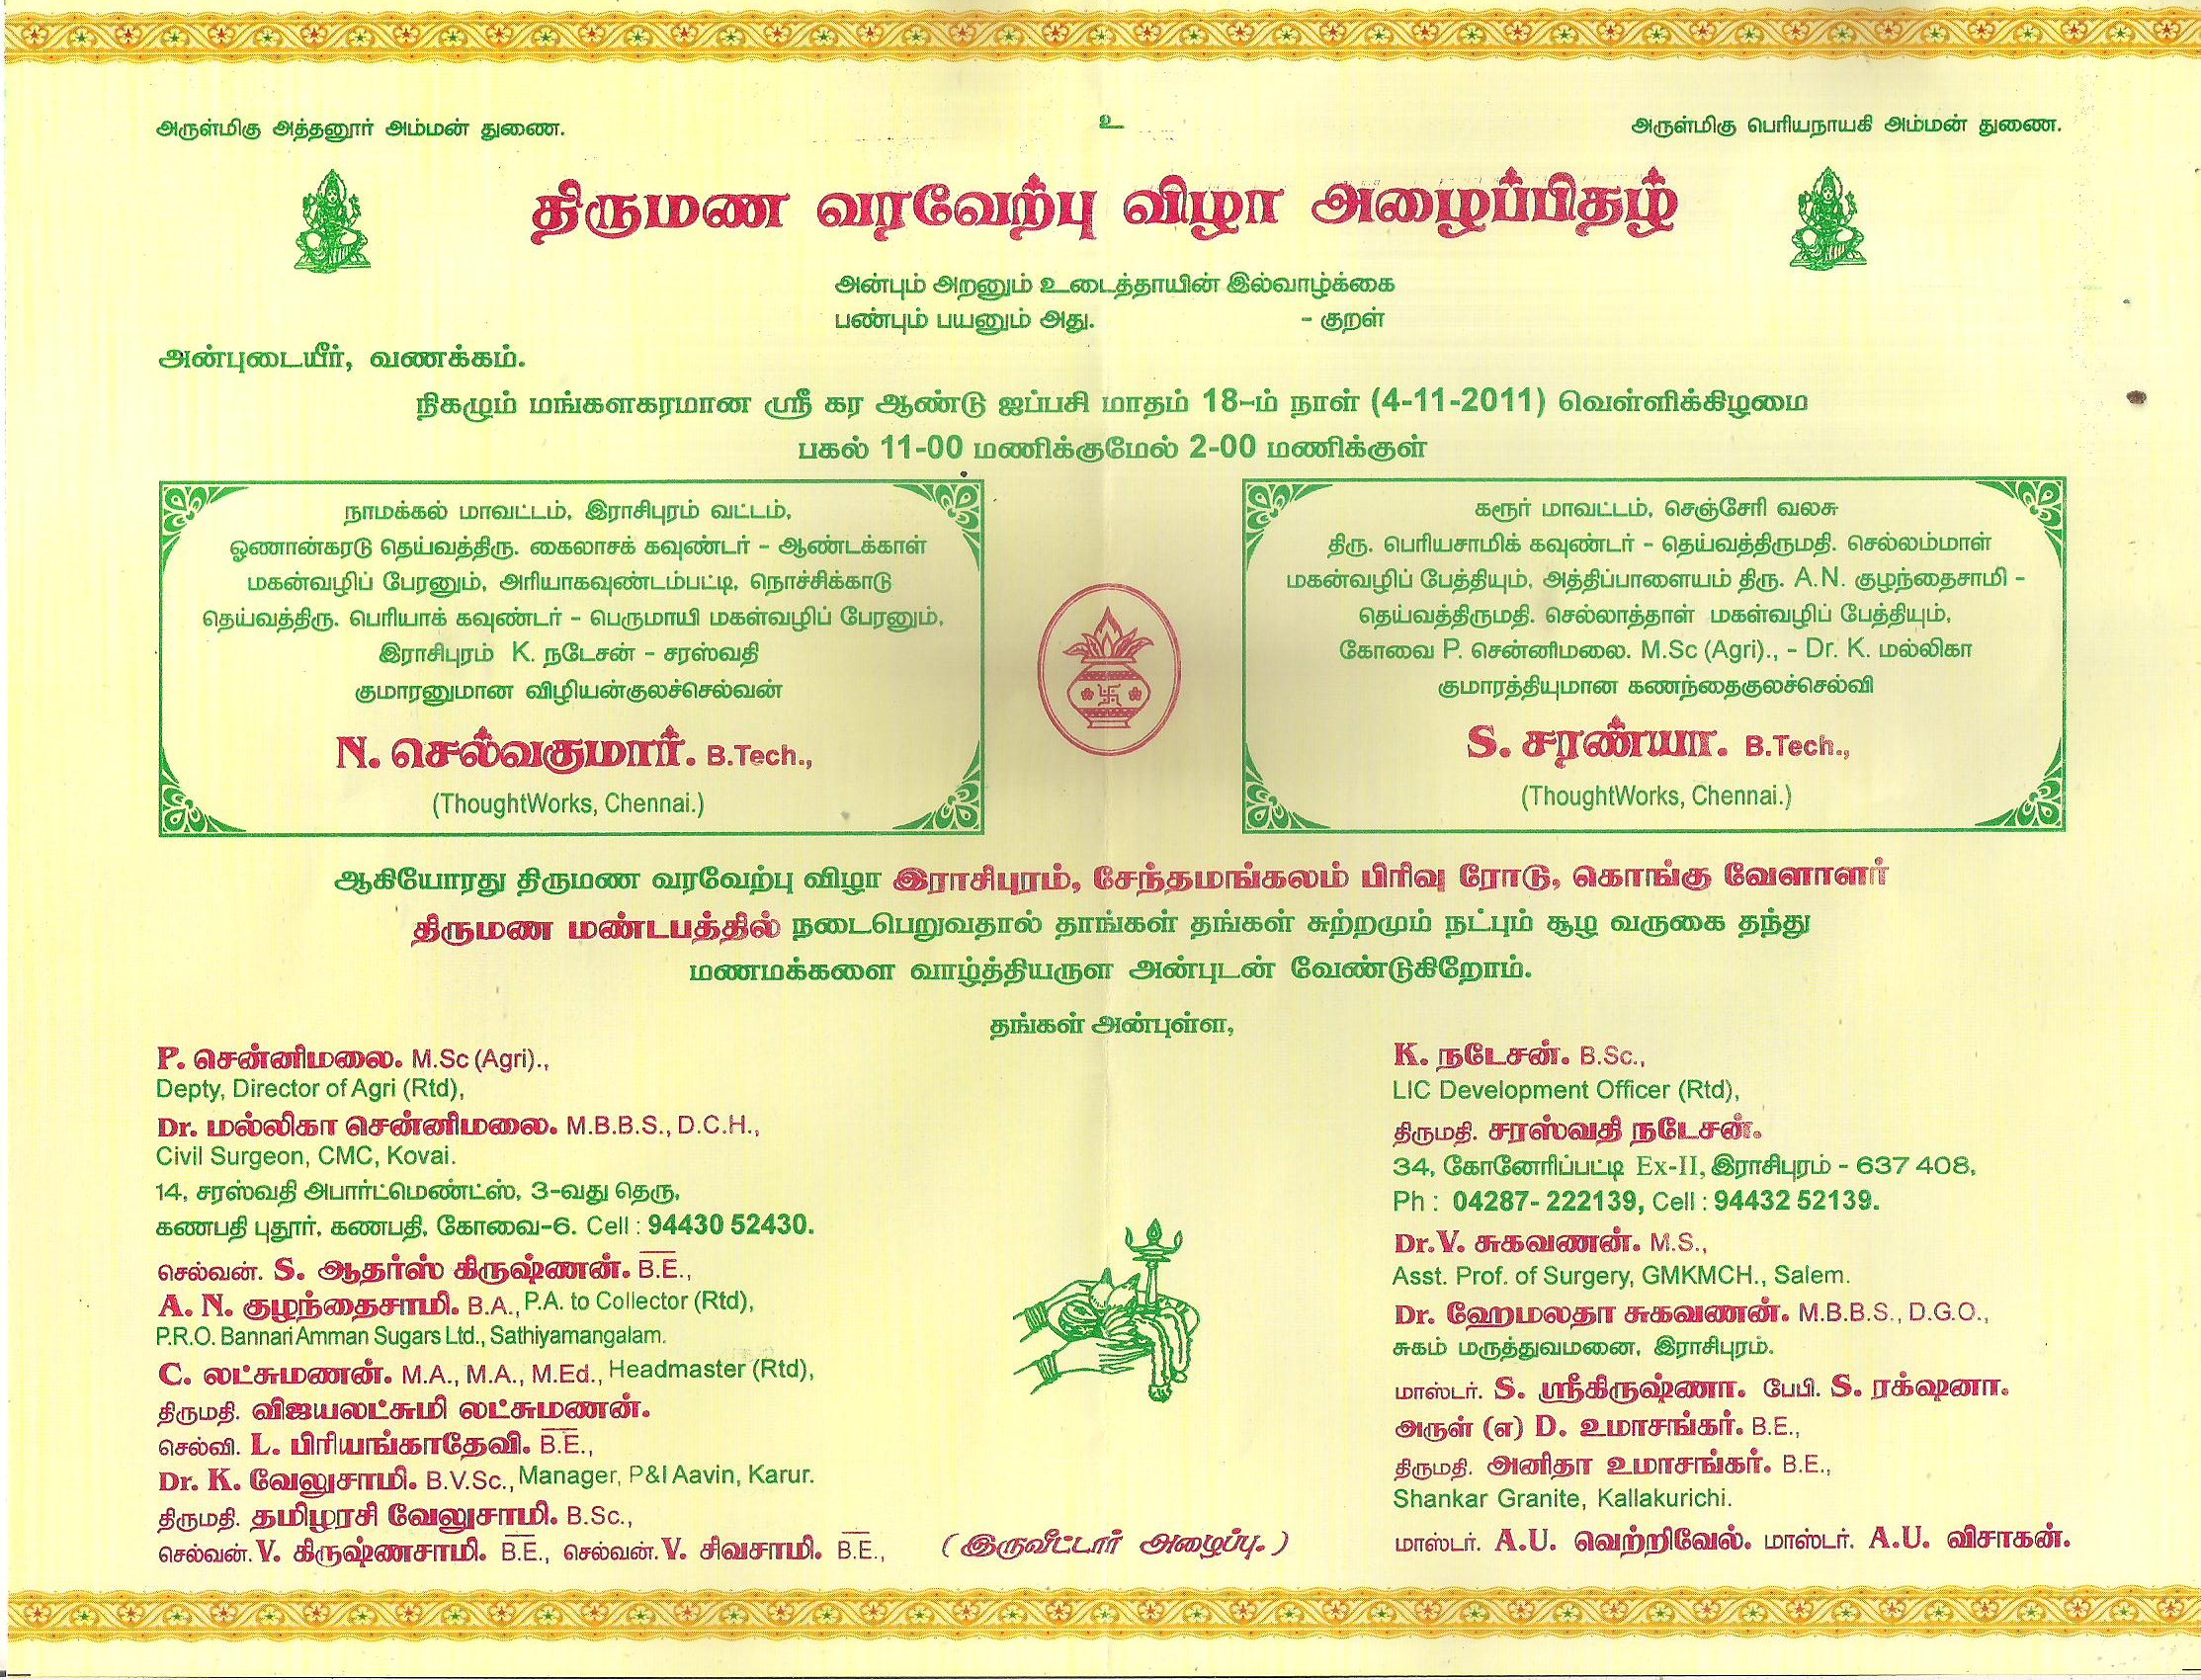 அருள்மிகு அத்தனூர் அம்மன் துணை.
உ
அருள்மிகு பெரியநாயகி அம்மன் துணை.
திருமண வரவேற்பு விழா அழைப்பிதழ்
அன்பும் அறனும் உடைத்தாயின் இல்வாழ்க்கை
பண்பும் பயனும் அது. - குறள்
அன்புடையீர், வணக்கம்.
நிகழும் மங்களகரமான ஸ்ரீ கர ஆண்டு ஐப்பசி மாதம் 18-ம் நாள் (4-11-2011) வெள்ளிக்கிழமை
பகல் 11-00 மணிக்குமேல் 2-00 மணிக்குள்
நாமக்கல் மாவட்டம், இராசிபுரம் வட்டம்,
ஓணான்கரடு தெய்வத்திரு. கைலாசக் கவுண்டர் - ஆண்டக்காள்
மகன்வழிப் பேரனும், அரியாகவுண்டம்பட்டி, நொச்சிக்காடு
தெய்வத்திரு. பெரியாக் கவுண்டர் - பெருமாயி மகள்வழிப் பேரனும்,
இராசிபுரம் K. நடேசன் - சரஸ்வதி
குமாரனுமான விழியன்குலச்செல்வன்
N. செல்வகுமார். B.Tech.,
(ThoughtWorks, Chennai.)
கரூர் மாவட்டம், செஞ்சேரி வலசு
திரு. பெரியசாமிக் கவுண்டர் - தெய்வத்திருமதி. செல்லம்மாள்
மகன்வழிப் பேத்தியும், அத்திப்பாளையம் திரு. A.N. குழந்தைசாமி -
தெய்வத்திருமதி. செல்லாத்தாள் மகள்வழிப் பேத்தியும்,
கோவை P. சென்னிமலை. M.Sc (Agri)., - Dr. K. மல்லிகா
குமாரத்தியுமான கணந்தைகுலச்செல்வி
S. சரண்யா. B.Tech.,
(ThoughtWorks, Chennai.)
ஆகியோரது திருமண வரவேற்பு விழா இராசிபுரம், சேந்தமங்கலம் பிரிவு ரோடு, கொங்கு வேளாளர்
திருமண மண்டபத்தில் நடைபெறுவதால் தாங்கள் தங்கள் சுற்றமும் நட்பும் சூழ வருகை தந்து
மணமக்களை வாழ்த்தியருள அன்புடன் வேண்டுகிறோம்.
தங்கள் அன்புள்ள,
P. சென்னிமலை. M.Sc (Agri).,
Depty, Director of Agri (Rtd),
Dr. மல்லிகா சென்னிமலை. M.B.B.S., D.C.H.,
Civil Surgeon, CMC, Kovai.
14, சரஸ்வதி அபார்ட்மெண்ட்ஸ், 3-வது தெரு,
கணபதி புதூர், கணபதி, கோவை-6. Cell : 94430 52430.
செல்வன். S. ஆதர்ஸ் கிருஷ்ணன். B.E.,
A. N. குழந்தைசாமி. B.A., P.A. to Collector (Rtd),
P.R.O. Bannari Amman Sugars Ltd., Sathiyamangalam.
C. லட்சுமணன். M.A., M.A., M.Ed., Headmaster (Rtd),
திருமதி. விஜயலட்சுமி லட்சுமணன்.
செல்வி. L. பிரியங்காதேவி. B.E.,
Dr. K. வேலுசாமி. B.V.Sc., Manager, P&I Aavin, Karur.
திருமதி. தமிழரசி வேலுசாமி. B.Sc.,
செல்வன். V. கிருஷ்ணசாமி. B.E., செல்வன். V. சிவசாமி. B.E.,
(இருவீட்டார் அழைப்பு.)
K. நடேசன். B.Sc.,
LIC Development Officer (Rtd),
திருமதி. சரஸ்வதி நடேசன்.
34, கோனேரிப்பட்டி Ex-II, இராசிபுரம் - 637 408,
Ph : 04287- 222139, Cell : 94432 52139.
Dr.V. சுகவணன். M.S.,
Asst. Prof. of Surgery, GMKMCH., Salem.
Dr. ஹேமலதா சுகவணன். M.B.B.S., D.G.O.,
சுகம் மருத்துவமனை, இராசிபுரம்.
மாஸ்டர். S. ஸ்ரீகிருஷ்ணா. பேபி. S. ரக்‌ஷனா.
அருள் (எ) D. உமாசங்கர். B.E.,
திருமதி. அனிதா உமாசங்கர். B.E.,
Shankar Granite, Kallakurichi.
மாஸ்டர். A.U. வெற்றிவேல். மாஸ்டர். A.U. விசாகன்.